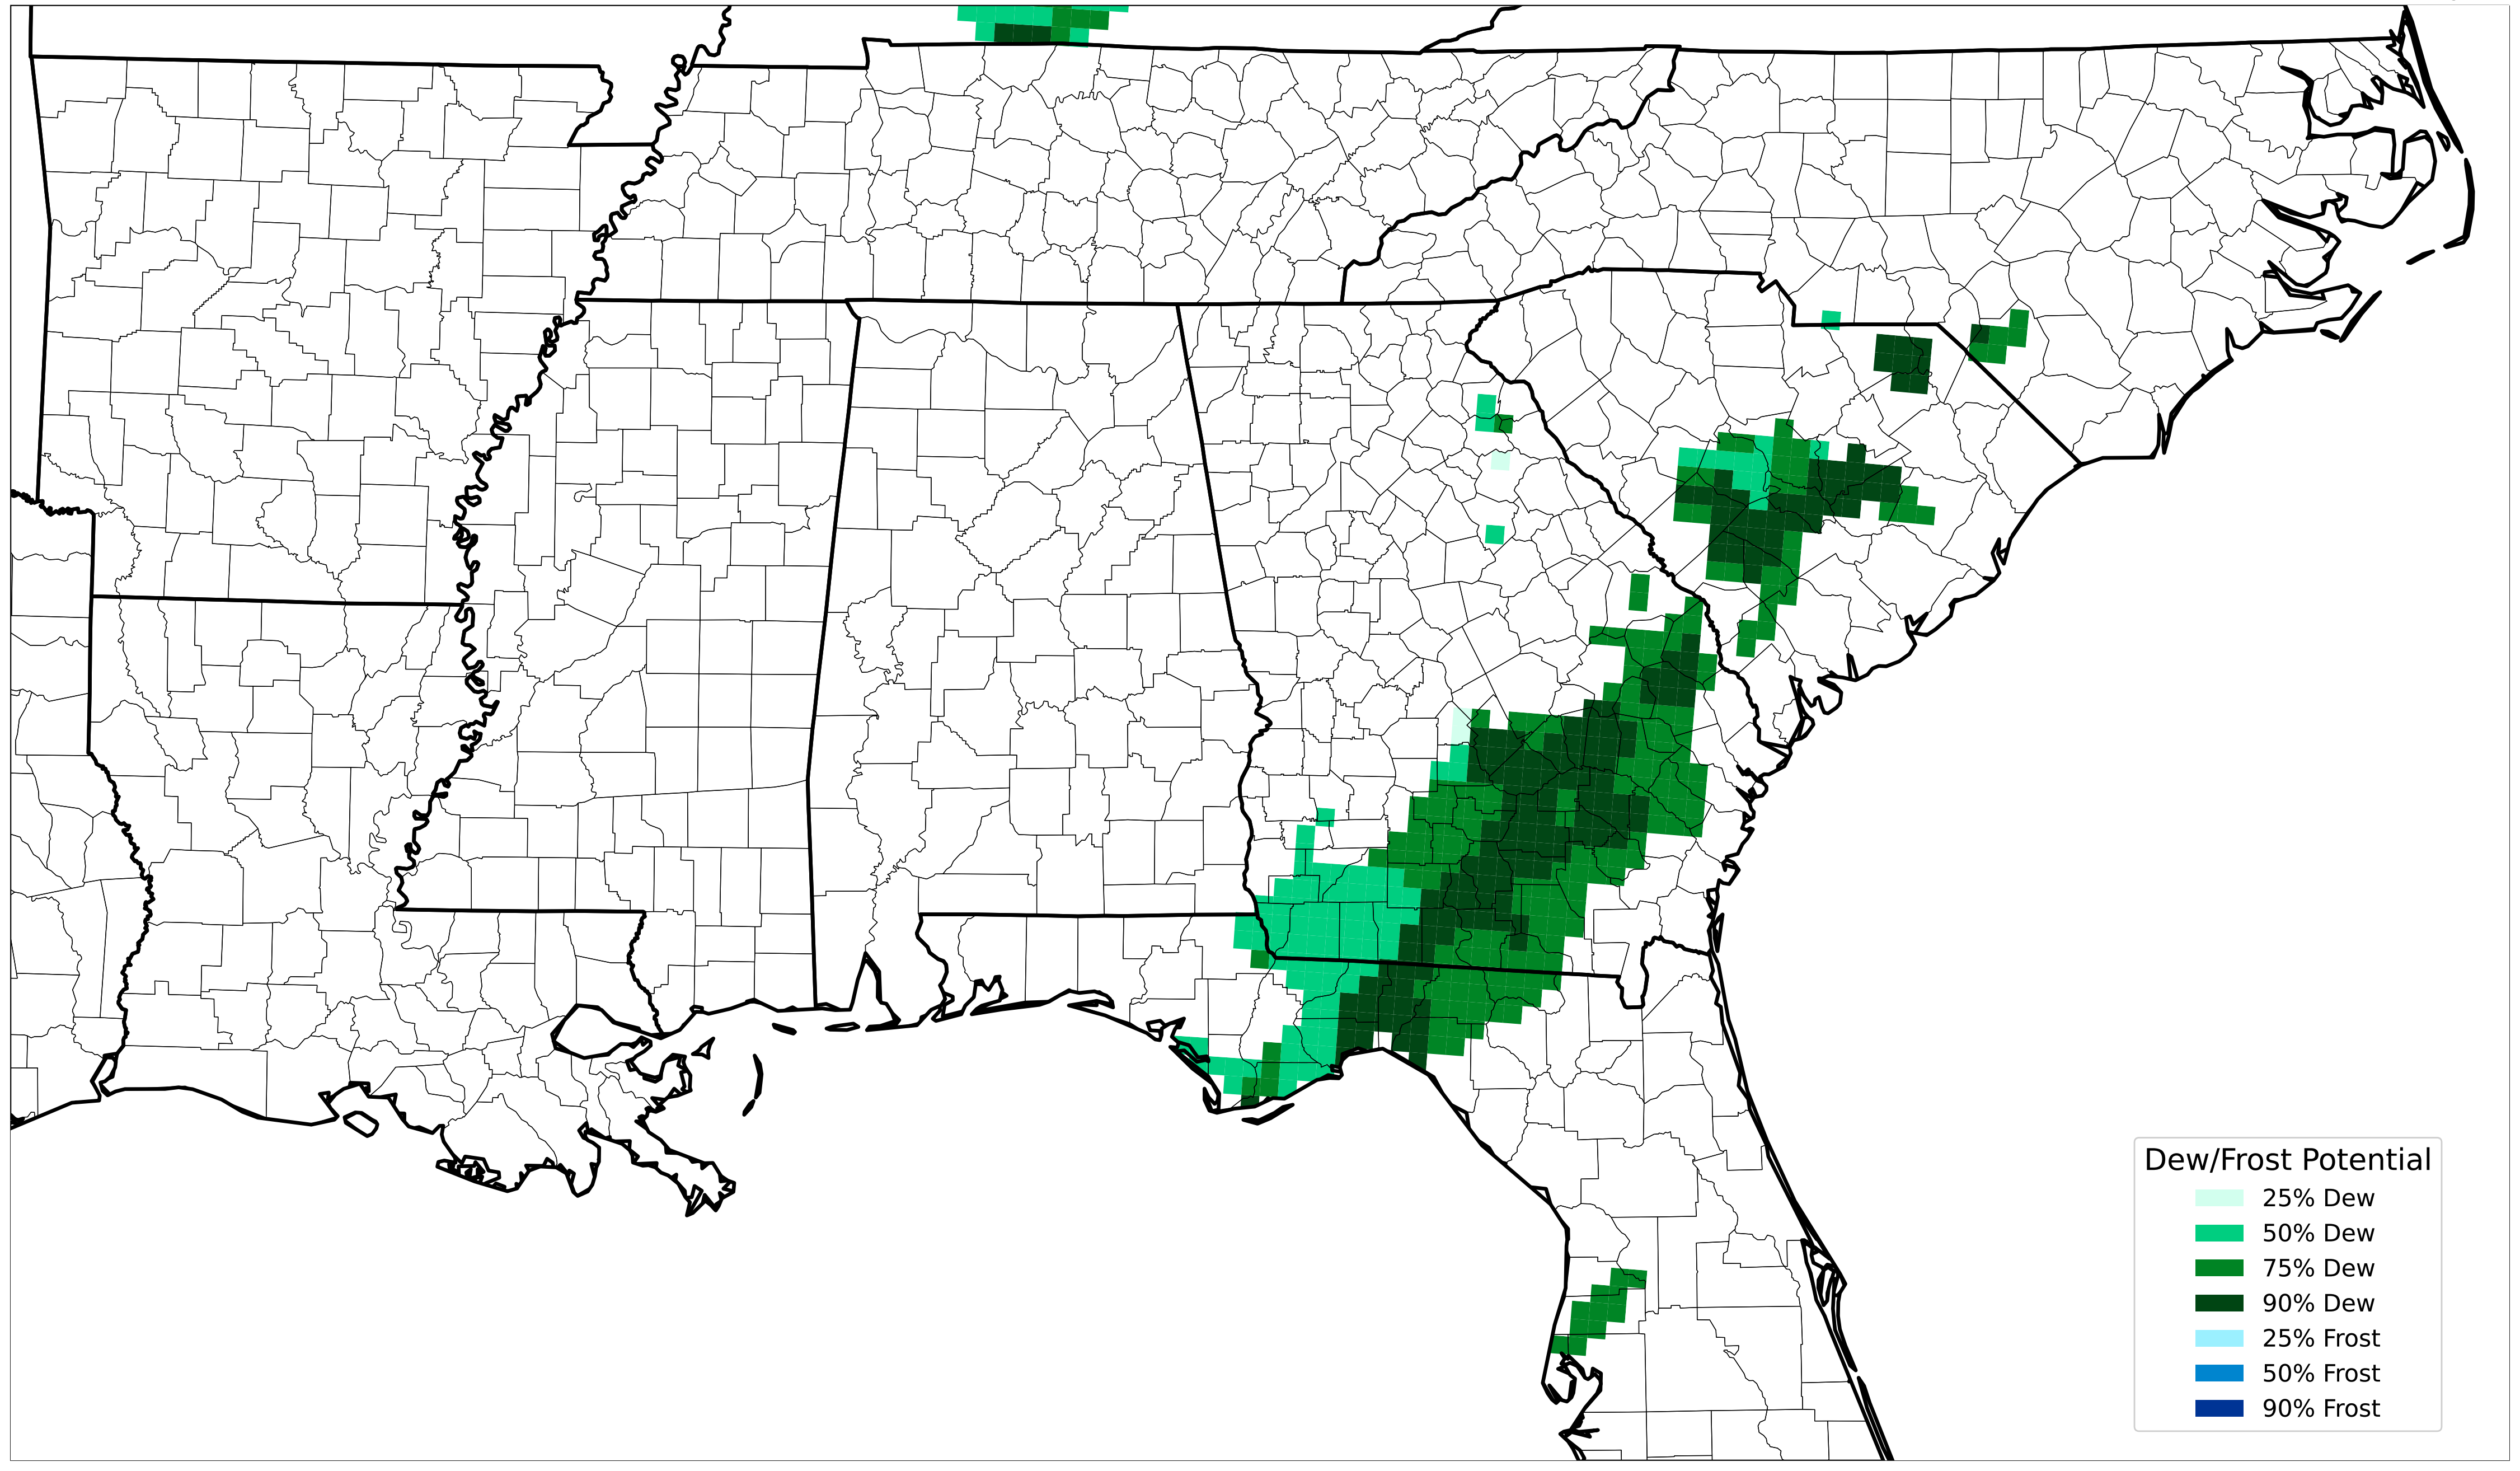 Dew/Frost Potential
25% Dew
50% Dew
75% Dew
90% Dew
25% Frost
50% Frost
90% Frost